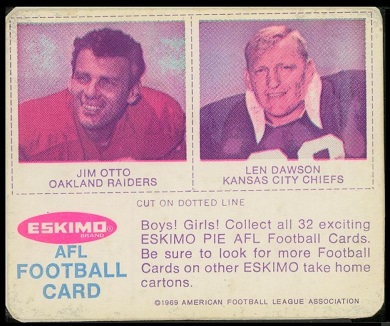 JIM OTTO
OAKLAND RAIDERS
LEN DAWSON
KANSAS CITY CHIEFS
CUT ON DOTTED LINE
ESKIMO
BRAND
AFL
FOOTBALL
CARD
Boys! Girls! Collect all 32 exciting
ESKIMO PIE AFL Football Cards.
Be sure to look for more Football
Cards on other ESKIMO take home
cartons.
©1969 AMERICAN FOOTBALL LEAGUE ASSOCIATION